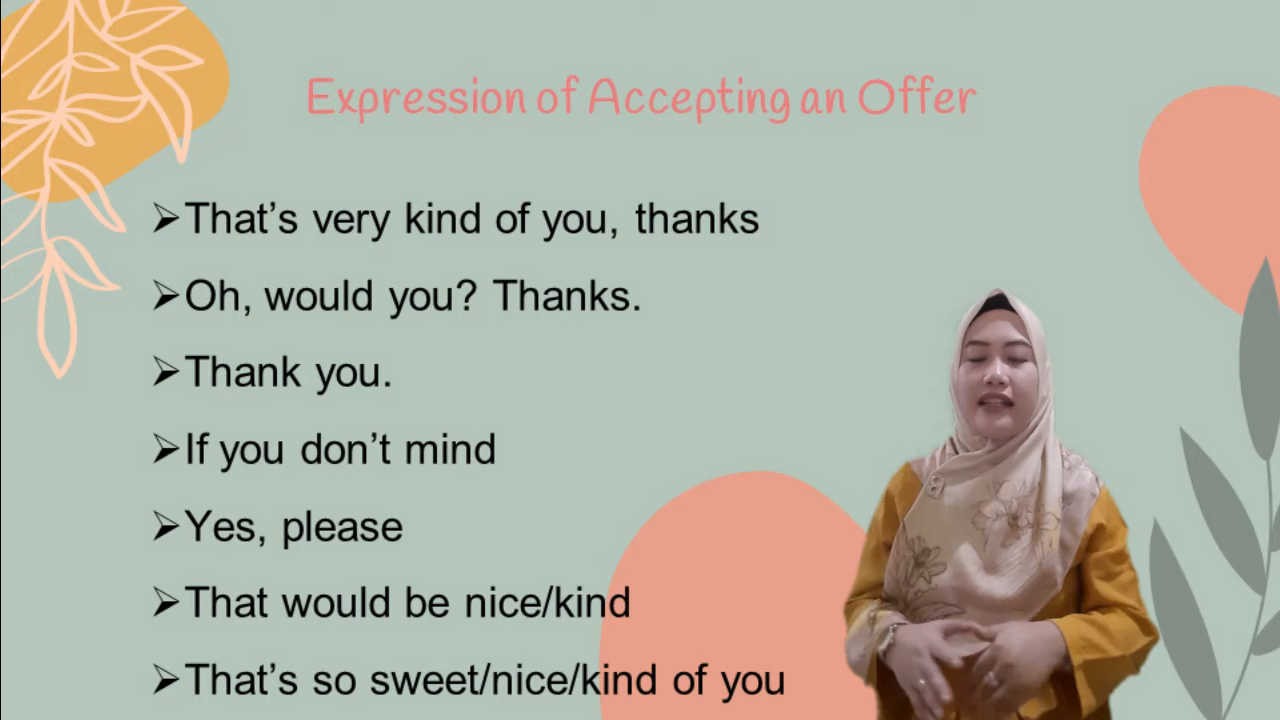 Expression of Accepting an Offer
➢That’s very kind of you, thanks
➢Oh, would you? Thanks.
➢Thank you.
➢If you don’t mind
➢Yes, please
➢That would be nice/kind
➢That’s so sweet/nice/kind of you